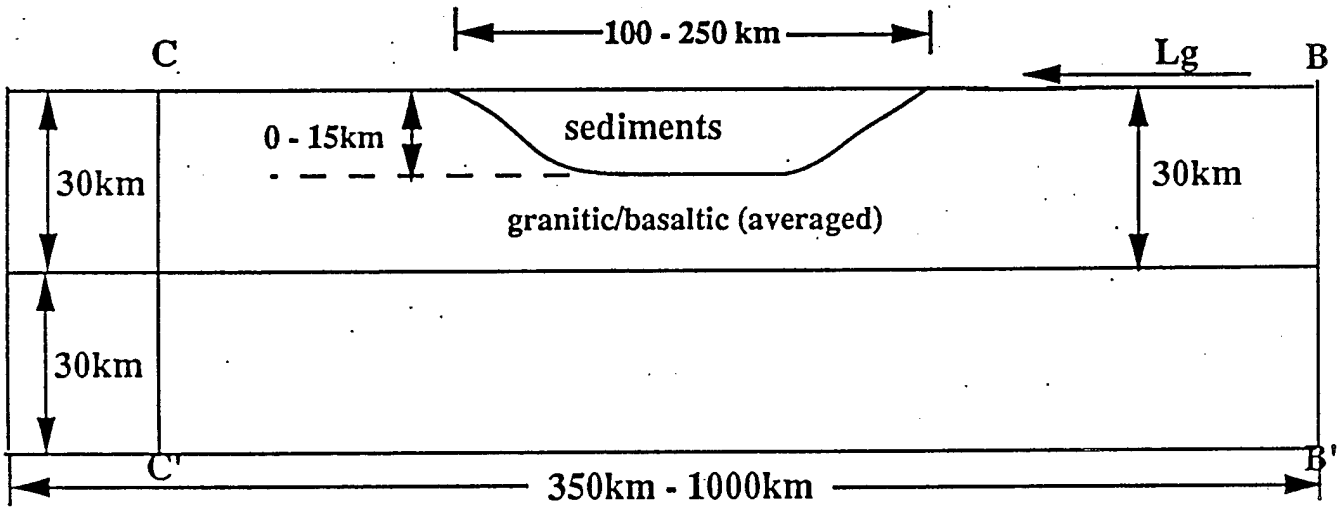 100 - 250 km
C
Lg
B
0 - 15km
sediments
30km
30km
granitic/basaltic (averaged)
30km
C'
B'
350km - 1000km